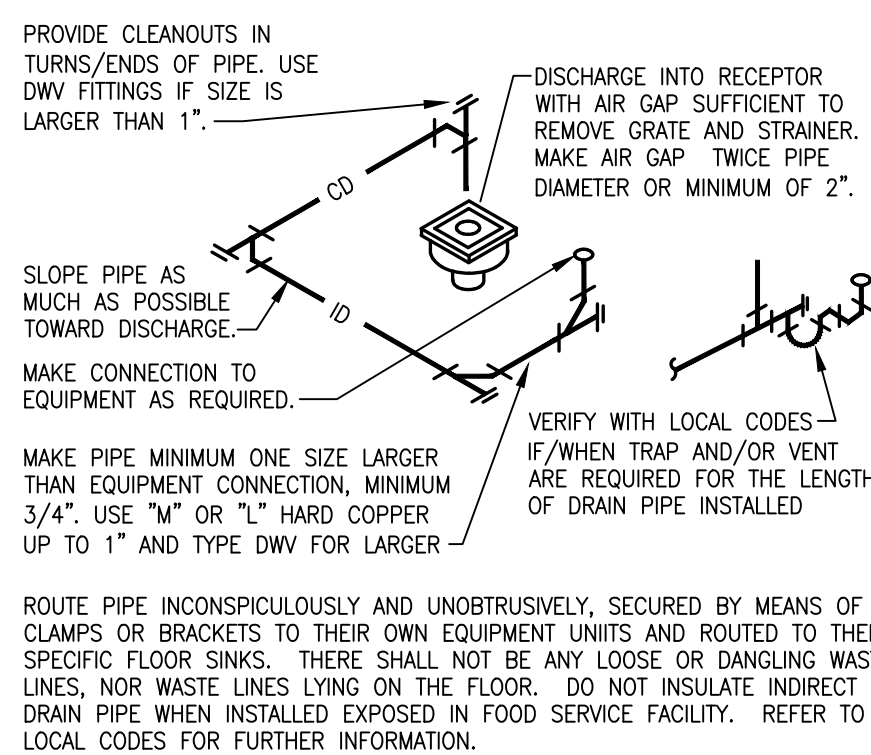 PROVIDE CLEANOUTS IN
TURNS/ENDS OF PIPE. USE
DWV FITTINGS IF SIZE IS
LARGER THAN 1".
DISCHARGE INTO RECEPTOR
WITH AIR GAP SUFFICIENT TO
REMOVE GRATE AND STRAINER.
MAKE AIR GAP TWICE PIPE
DIAMETER OR MINIMUM OF 2".
CD
SLOPE PIPE AS
MUCH AS POSSIBLE
TOWARD DISCHARGE.
ID
MAKE CONNECTION TO
EQUIPMENT AS REQUIRED.
VERIFY WITH LOCAL CODES
IF/WHEN TRAP AND/OR VENT
ARE REQUIRED FOR THE LENGTH
OF DRAIN PIPE INSTALLED
MAKE PIPE MINIMUM ONE SIZE LARGER
THAN EQUIPMENT CONNECTION, MINIMUM
3/4". USE "M" OR "L" HARD COPPER
UP TO 1" AND TYPE DWV FOR LARGER
ROUTE PIPE INCONSPICULOUSLY AND UNOBTRUSIVELY, SECURED BY MEANS OF
CLAMPS OR BRACKETS TO THEIR OWN EQUIPMENT UNIITS AND ROUTED TO
SPECIFIC FLOOR SINKS. THERE SHALL NOT BE ANY LOOSE OR DANGLING
LINES, NOR WASTE LINES LYING ON THE FLOOR. DO NOT INSULATE INDIRECT
DRAIN PIPE WHEN INSTALLED EXPOSED IN FOOD SERVICE FACILITY. REFER TO
LOCAL CODES FOR FURTHER INFORMATION.